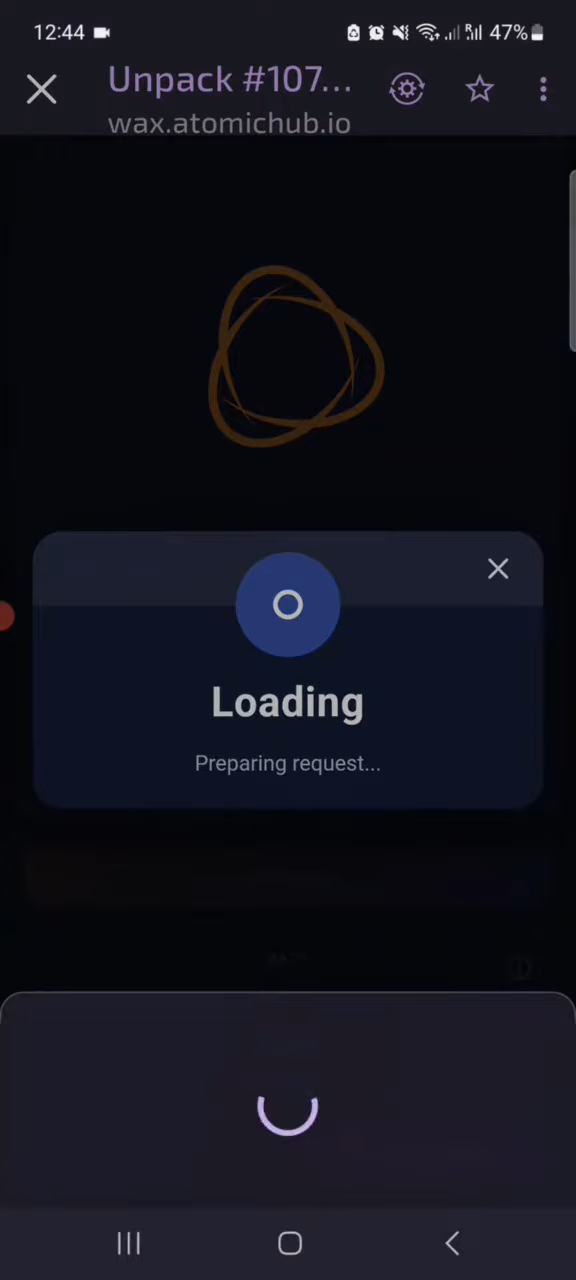 12:44
47%
Unpack #107...
wax.atomichub.io
Loading
Preparing request...